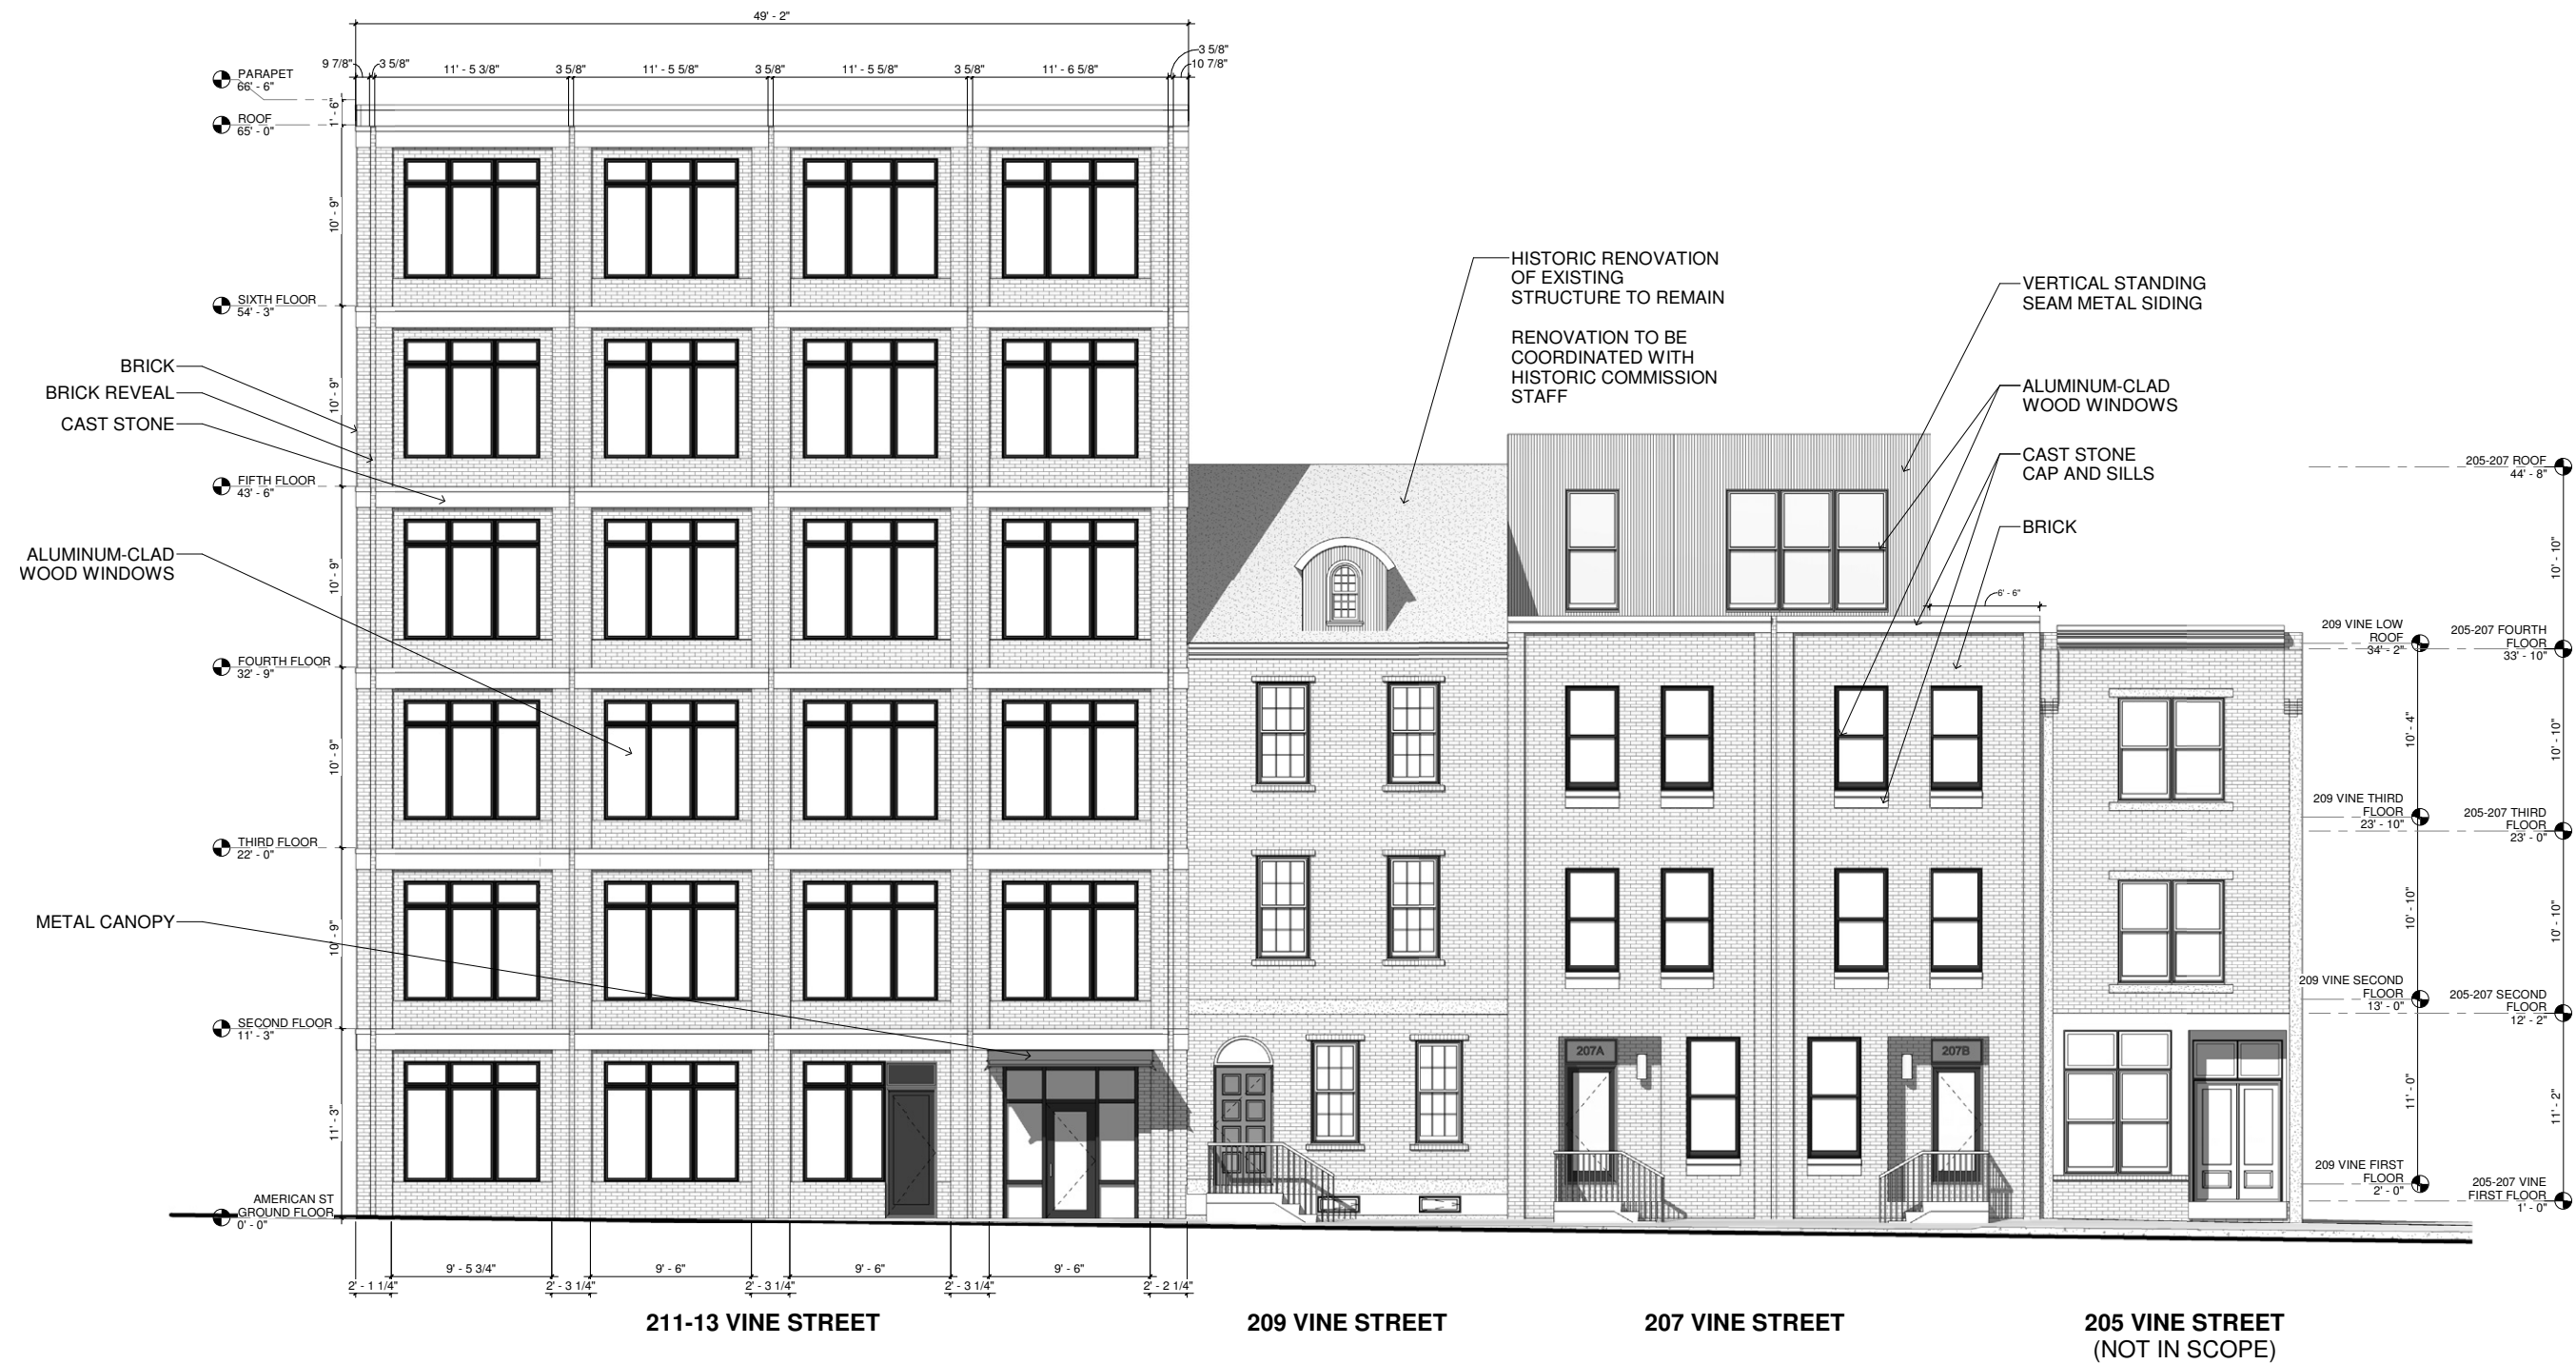 49' - 2"
9 7/8"
3 5/8"
11' - 5 3/8"
3 5/8"
11' - 5 5/8"
3 5/8"
11' - 5 5/8"
3 5/8"
11' - 6 5/8"
3 5/8"
10 7/8"
PARAPET
66' - 6"
1' - 6"
ROOF
65' - 0"
10' - 9"
SIXTH FLOOR
54' - 3"
10' - 9"
FIFTH FLOOR
43' - 6"
10' - 9"
FOURTH FLOOR
32' - 9"
10' - 9"
THIRD FLOOR
22' - 0"
10' - 9"
SECOND FLOOR
11' - 3"
11' - 3"
AMERICAN ST
GROUND FLOOR
0' - 0"
BRICK
BRICK REVEAL
CAST STONE
ALUMINUM-CLAD
WOOD WINDOWS
METAL CANOPY
HISTORIC RENOVATION
OF EXISTING
STRUCTURE TO REMAIN
RENOVATION TO BE
COORDINATED WITH
HISTORIC COMMISSION
STAFF
VERTICAL STANDING
SEAM METAL SIDING
ALUMINUM-CLAD
WOOD WINDOWS
CAST STONE
CAP AND SILLS
BRICK
6' - 6"
207A
207B
209 VINE LOW
ROOF
34' - 2"
10' - 4"
209 VINE THIRD
FLOOR
23' - 10"
10' - 10"
209 VINE SECOND
FLOOR
13' - 0"
11' - 0"
209 VINE FIRST
FLOOR
2' - 0"
205-207 ROOF
44' - 8"
10' - 10"
205-207 FOURTH
FLOOR
33' - 10"
10' - 10"
205-207 THIRD
FLOOR
23' - 0"
10' - 10"
205-207 SECOND
FLOOR
12' - 2"
11' - 2"
205-207 VINE
FIRST FLOOR
1' - 0"
9' - 5 3/4"
9' - 6"
9' - 6"
9' - 6"
2' - 1 1/4"
2' - 3 1/4"
2' - 3 1/4"
2' - 3 1/4"
2' - 2 1/4"
211-13 VINE STREET
209 VINE STREET
207 VINE STREET
205 VINE STREET
(NOT IN SCOPE)